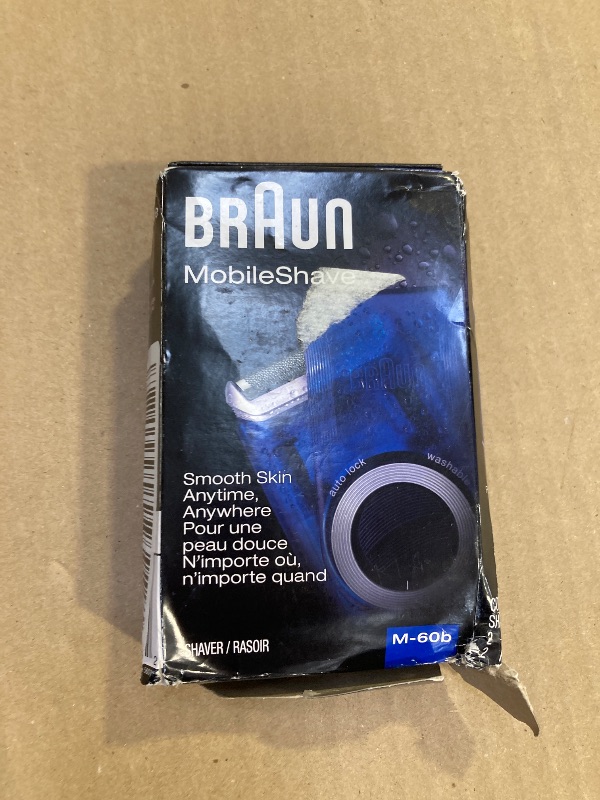 BRAUN
MobileShave
BRAUN
auto lock
washable
Smooth Skin
Anytime,
Anywhere
Pour une
peau douce
N'importe où,
n'importe quand
SHAVER / RASOIR
M-60b